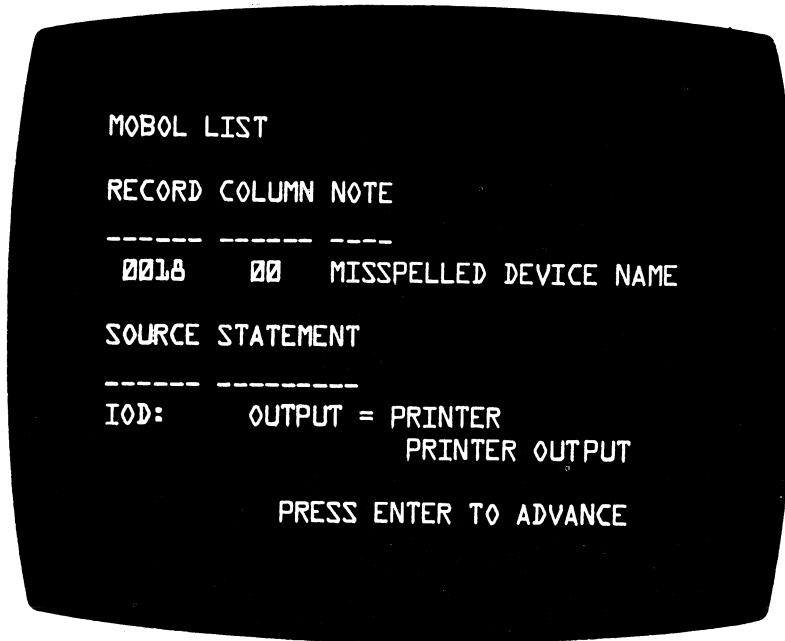 MOBOL LIST
RECORD COLUMN NOTE
------ ------ ----
0018 00 MISSPELLED DEVICE NAME
SOURCE STATEMENT
------ ---------
IOD: OUTPUT = PRINTER
PRINTER OUTPUT
PRESS ENTER TO ADVANCE